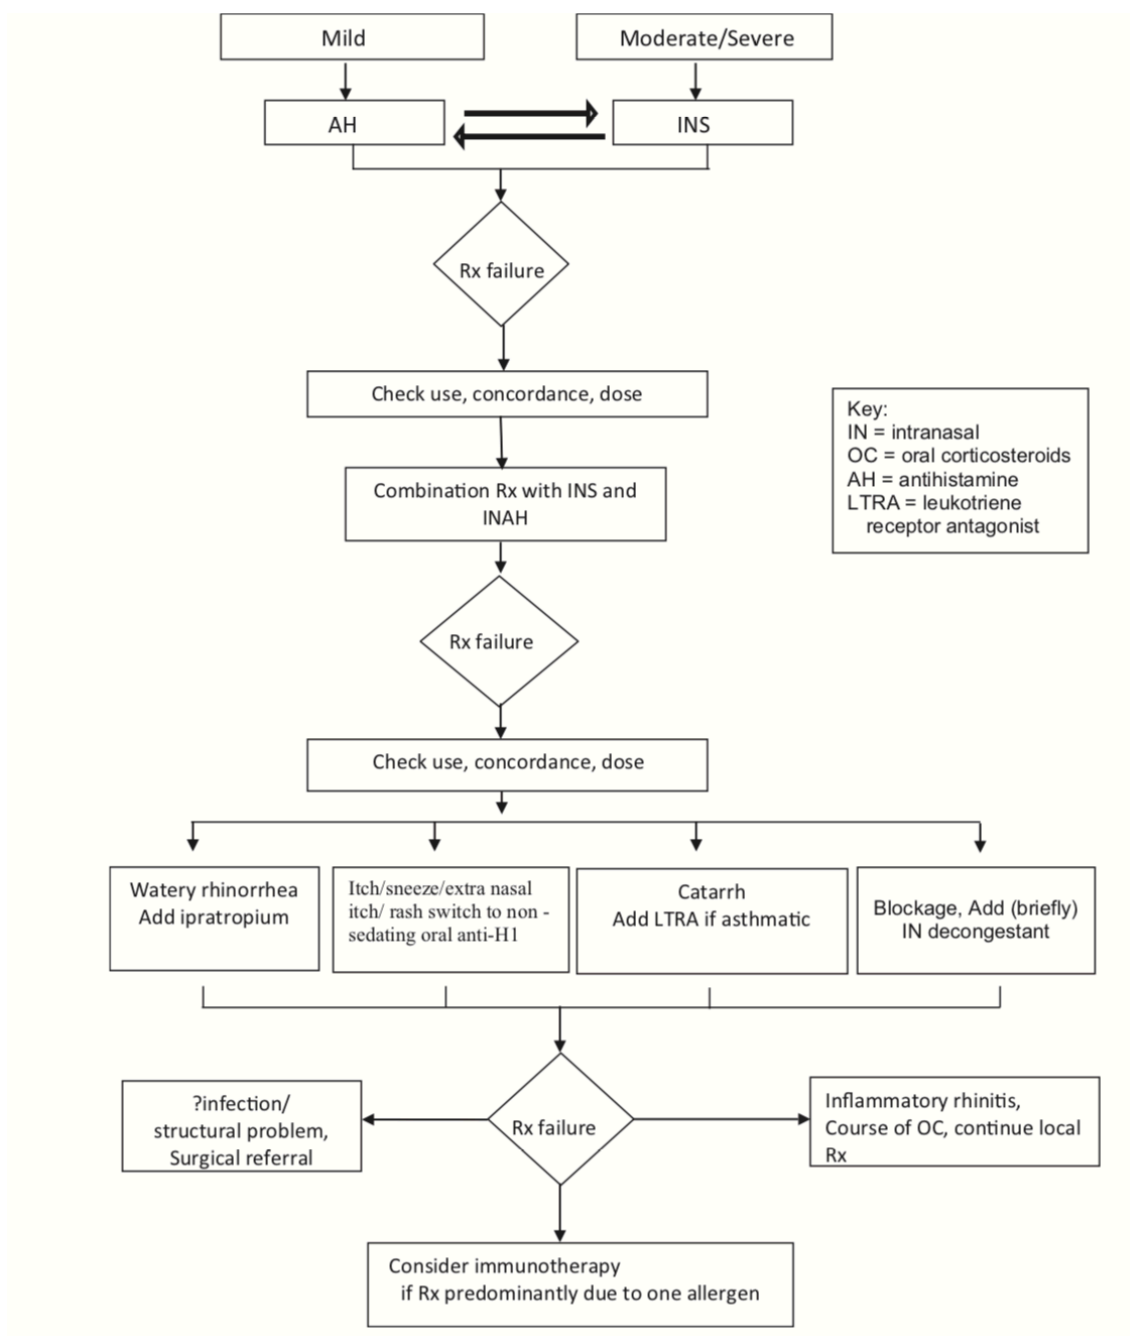 Mild
Moderate/Severe
AH
INS
Rx failure
Check use, concordance, dose
Combination Rx with INS and
INAH
Key:
IN = intranasal
OC = oral corticosteroids
AH = antihistamine
LTRA = leukotriene
receptor antagonist
Rx failure
Check use, concordance, dose
Watery rhinorrhea
Add ipratropium
Itch/sneeze/extra nasal
itch/ rash switch to non -
sedating oral anti-H1
Catarrh
Add LTRA if asthmatic
Blockage, Add (briefly)
IN decongestant
?infection/
structural problem,
Surgical referral
Rx failure
Inflammatory rhinitis,
Course of OC, continue local
Rx
Consider immunotherapy
if Rx predominantly due to one allergen